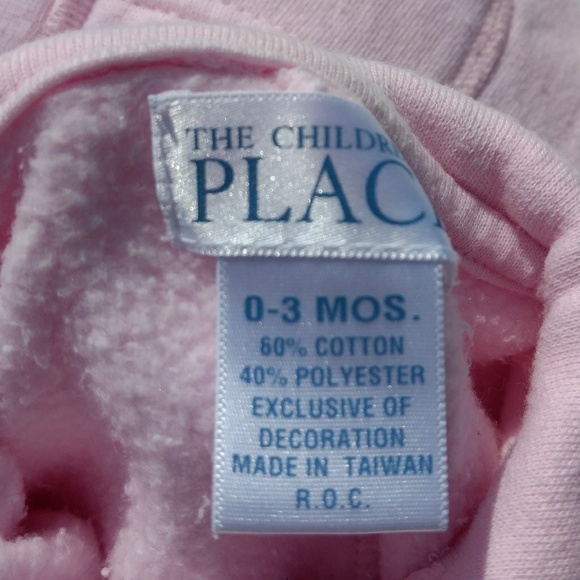 THE CHILDR
PLAC
0-3 MOS.
60% COTTON
40% POLYESTER
EXCLUSIVE OF
DECORATION
MADE IN TAIWAN
R.O.C.